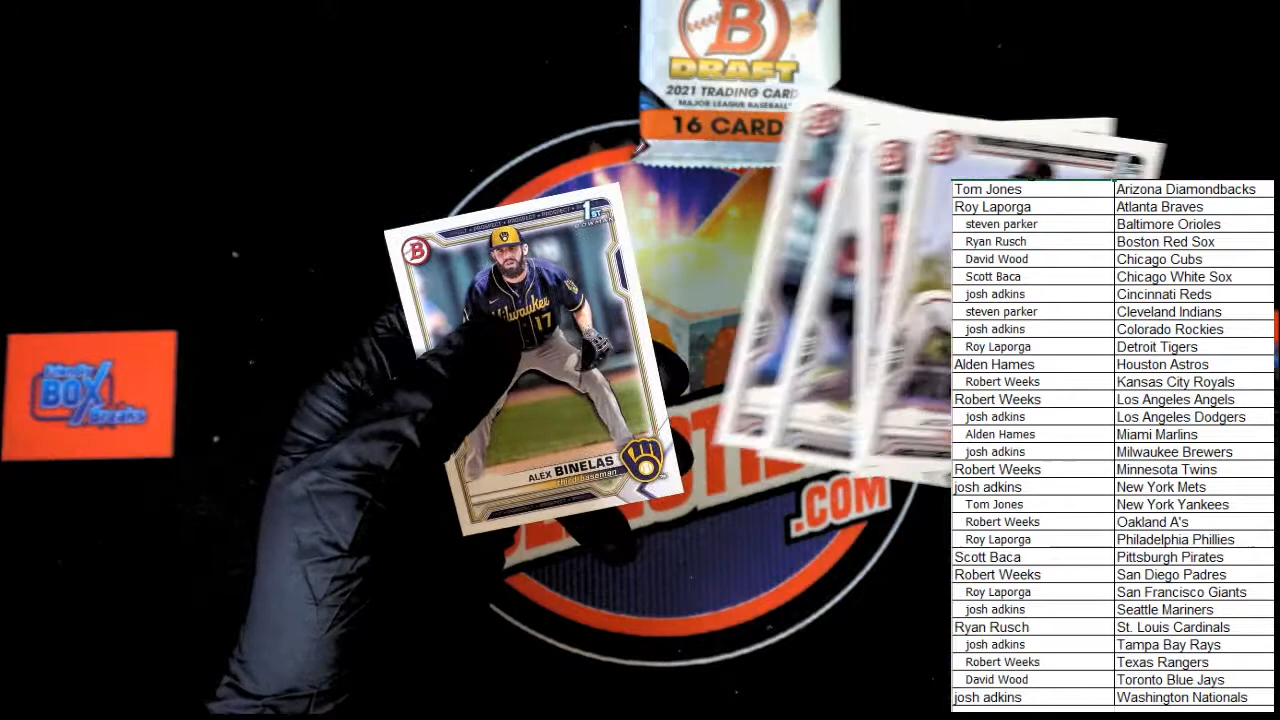 B
DRAFT
2021 TRADING CARD
MAJOR LEAGUE BASEBALL
16 CARD
PROSPECT • PROSPECT • PROSPECT
1ST
BOWMAN
B
Milwaukee
17
ALEX BINELAS
third baseman
BOX
Breaks
.COM
Tom Jones Arizona Diamondbacks
Roy Laporga Atlanta Braves
steven parker Baltimore Orioles
Ryan Rusch Boston Red Sox
David Wood Chicago Cubs
Scott Baca Chicago White Sox
josh adkins Cincinnati Reds
steven parker Cleveland Indians
josh adkins Colorado Rockies
Roy Laporga Detroit Tigers
Alden Hames Houston Astros
Robert Weeks Kansas City Royals
Robert Weeks Los Angeles Angels
josh adkins Los Angeles Dodgers
Alden Hames Miami Marlins
josh adkins Milwaukee Brewers
Robert Weeks Minnesota Twins
josh adkins New York Mets
Tom Jones New York Yankees
Robert Weeks Oakland A's
Roy Laporga Philadelphia Phillies
Scott Baca Pittsburgh Pirates
Robert Weeks San Diego Padres
Roy Laporga San Francisco Giants
josh adkins Seattle Mariners
Ryan Rusch St. Louis Cardinals
josh adkins Tampa Bay Rays
Robert Weeks Texas Rangers
David Wood Toronto Blue Jays
josh adkins Washington Nationals